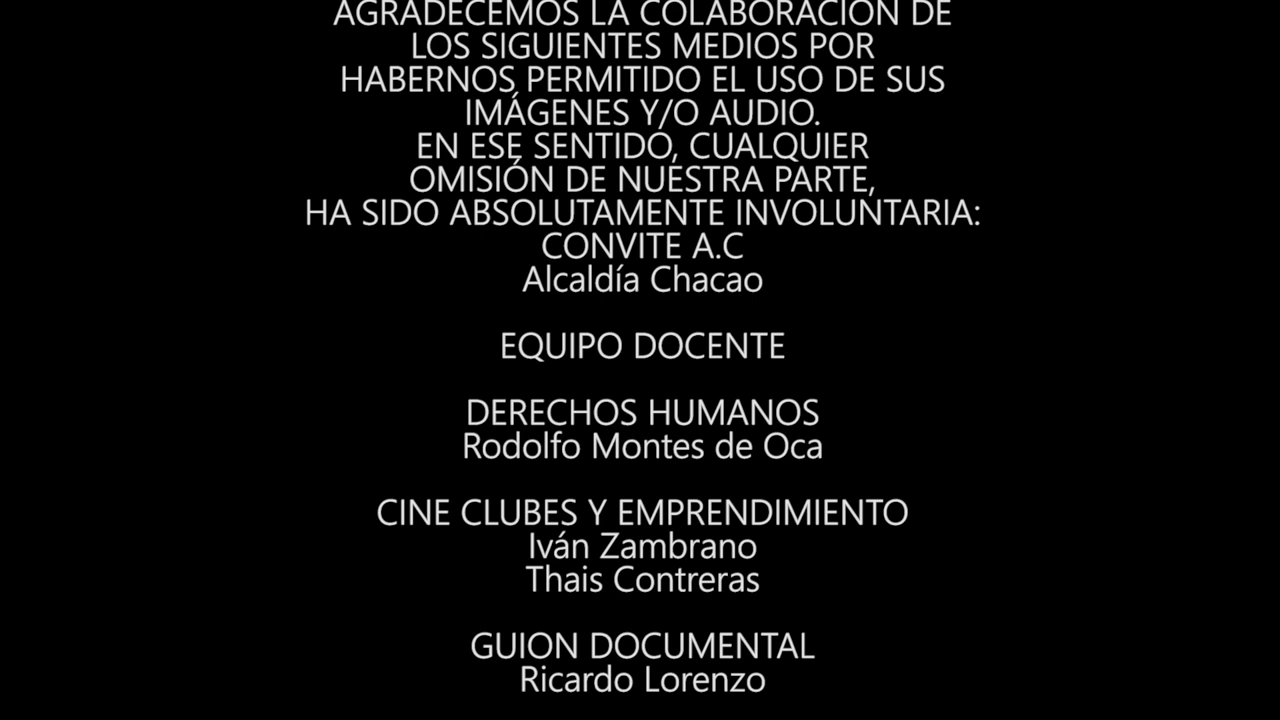 AGRADECEMOS LA COLABORACIÓN DE
LOS SIGUIENTES MEDIOS POR
HABERNOS PERMITIDO EL USO DE SUS
IMÁGENES Y/O AUDIO.
EN ESE SENTIDO, CUALQUIER
OMISIÓN DE NUESTRA PARTE,
HA SIDO ABSOLUTAMENTE INVOLUNTARIA:
CONVITE A.C
Alcaldía Chacao
EQUIPO DOCENTE
DERECHOS HUMANOS
Rodolfo Montes de Oca
CINE CLUBES Y EMPRENDIMIENTO
Iván Zambrano
Thais Contreras
GUION DOCUMENTAL
Ricardo Lorenzo